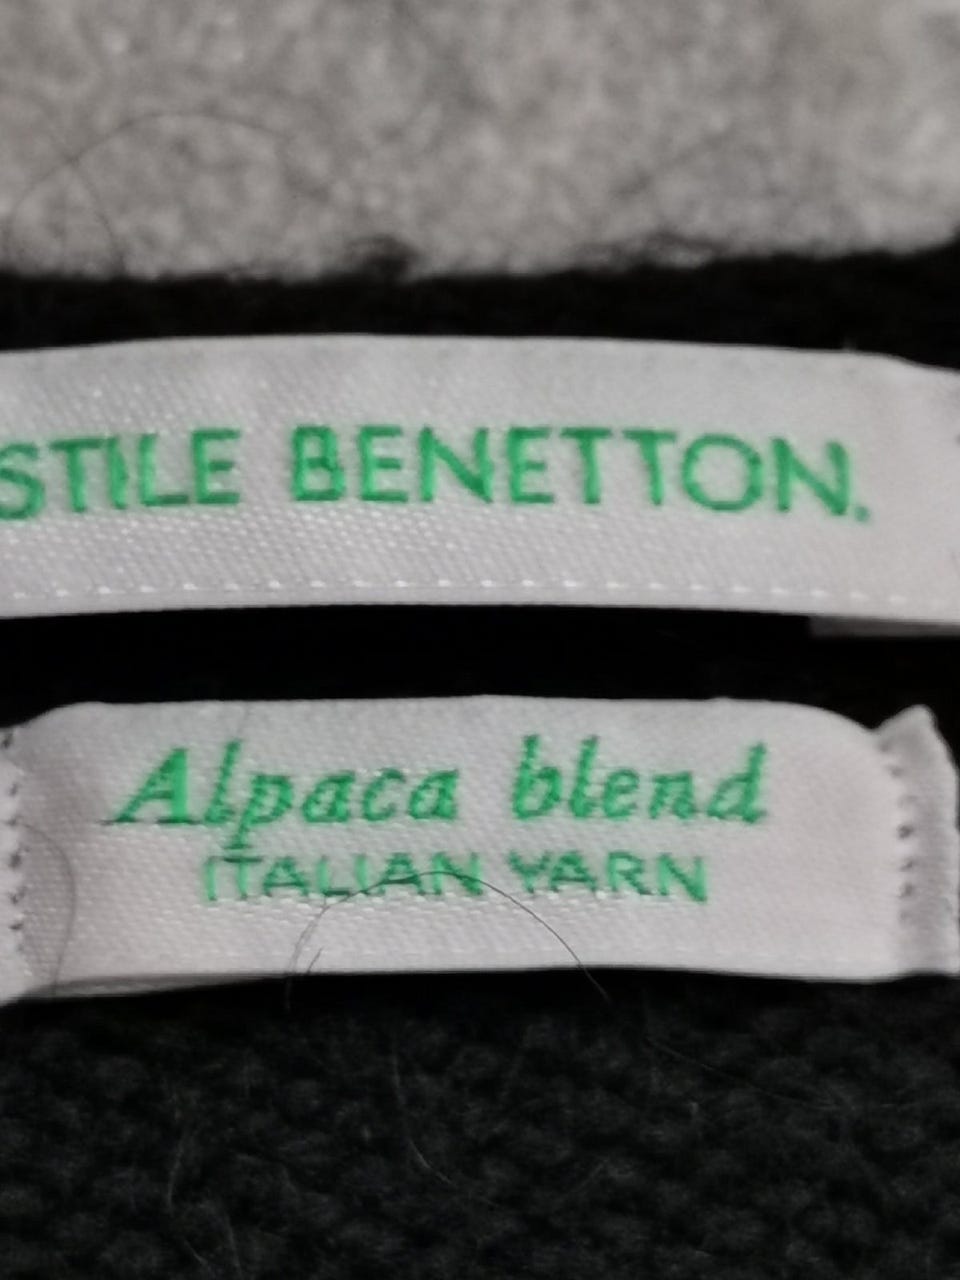 STILE BENETTON.
Alpaca blend
ITALIAN YARN